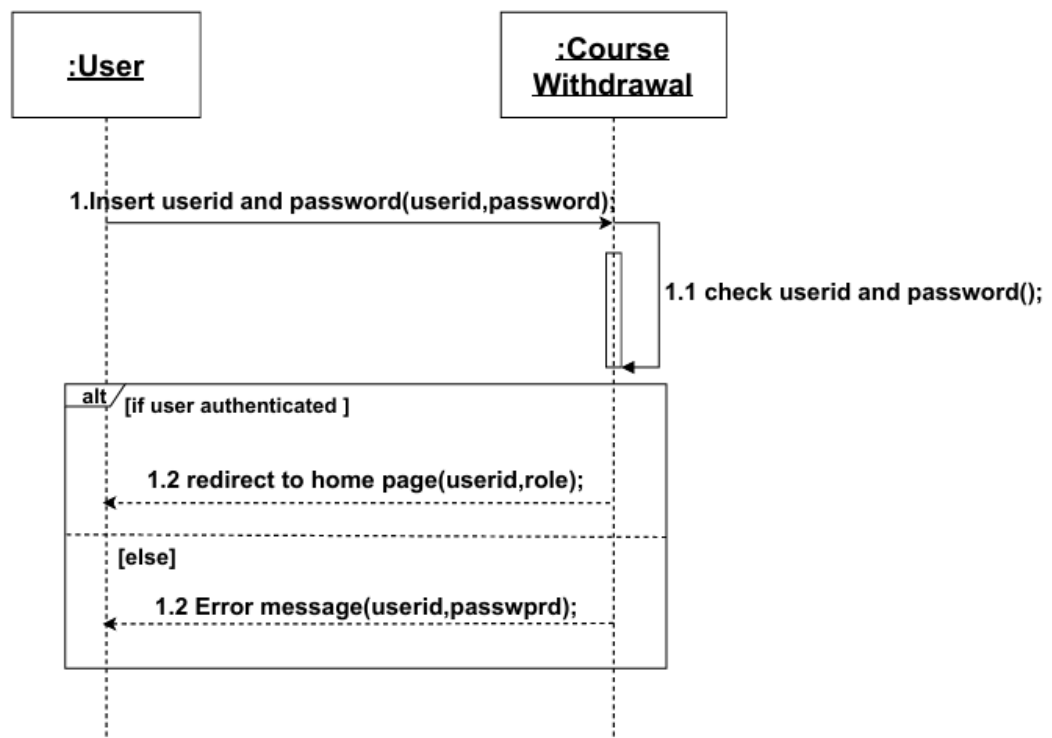 :User
:Course
Withdrawal
1.Insert userid and password(userid,password);
1.1 check userid and password();
alt
[if user authenticated ]
1.2 redirect to home page(userid,role);
[else]
1.2 Error message(userid,passwprd);